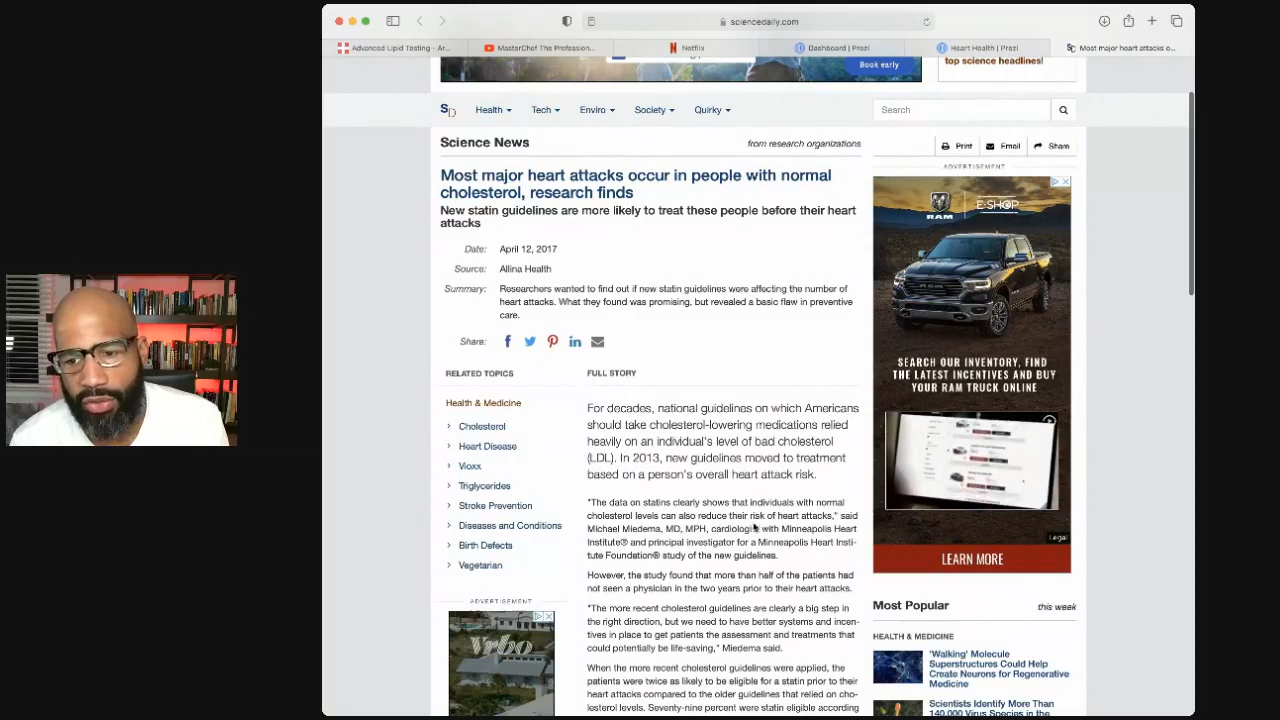 sciencedaily.com
Advanced Lipid Testing - Ar...
MasterChef The Profession...
Netflix
Dashboard | Prezi
Heart Health | Prezi
Most major heart attacks o...
Book early
top science headlines!
SD
Health
Tech
Enviro
Society
Quirky
Search
Science News
from research organizations
Print
Email
Share
Most major heart attacks occur in people with normal
cholesterol, research finds
New statin guidelines are more likely to treat these people before their heart
attacks
Date: April 12, 2017
Source: Allina Health
Summary: Researchers wanted to find out if new statin guidelines were affecting the number of
heart attacks. What they found was promising, but revealed a basic flaw in preventive
care.
Share:
RELATED TOPICS
Health & Medicine
Cholesterol
Heart Disease
Vioxx
Triglycerides
Stroke Prevention
Diseases and Conditions
Birth Defects
Vegetarian
ADVERTISEMENT
Vrbo
FULL STORY
For decades, national guidelines on which Americans
should take cholesterol-lowering medications relied
heavily on an individual's level of bad cholesterol
(LDL). In 2013, new guidelines moved to treatment
based on a person's overall heart attack risk.
"The data on statins clearly shows that individuals with normal
cholesterol levels can also reduce their risk of heart attacks," said
Michael Miedema, MD, MPH, cardiologist with Minneapolis Heart
Institute® and principal investigator for a Minneapolis Heart Insti-
tute Foundation® study of the new guidelines.
However, the study found that more than half of the patients had
not seen a physician in the two years prior to their heart attacks.
"The more recent cholesterol guidelines are clearly a big step in
the right direction, but we need to have better systems and incen-
tives in place to get patients the assessment and treatments that
could potentially be life-saving," Miedema said.
When the more recent cholesterol guidelines were applied, the
patients were twice as likely to be eligible for a statin prior to their
heart attacks compared to the older guidelines that relied on cho-
lesterol levels. Seventy-nine percent were statin eligible according
ADVERTISEMENT
RAM
E-SHOP
SEARCH OUR INVENTORY, FIND
THE LATEST INCENTIVES AND BUY
YOUR RAM TRUCK ONLINE
Legal
LEARN MORE
Most Popular
this week
HEALTH & MEDICINE
'Walking' Molecule
Superstructures Could Help
Create Neurons for Regenerative
Medicine
Scientists Identify More Than
140,000 Virus Species in the